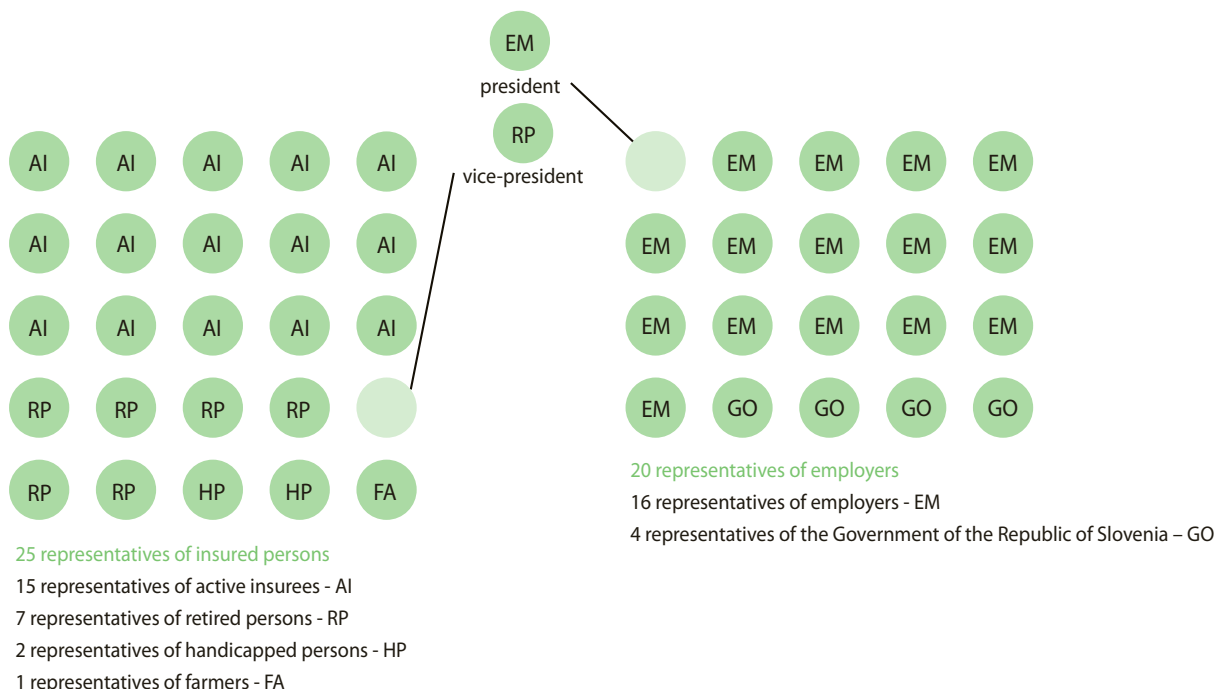 EM
president
RP
vice-president
AI AI AI AI AI
AI AI AI AI AI
AI AI AI AI AI
RP RP RP RP
RP RP HP HP FA
25 representatives of insured persons
15 representatives of active insurees - AI
7 representatives of retired persons - RP
2 representatives of handicapped persons - HP
1 representatives of farmers - FA
EM EM EM EM
EM EM EM EM EM
EM EM EM EM EM
EM GO GO GO GO
20 representatives of employers
16 representatives of employers - EM
4 representatives of the Government of the Republic of Slovenia – GO